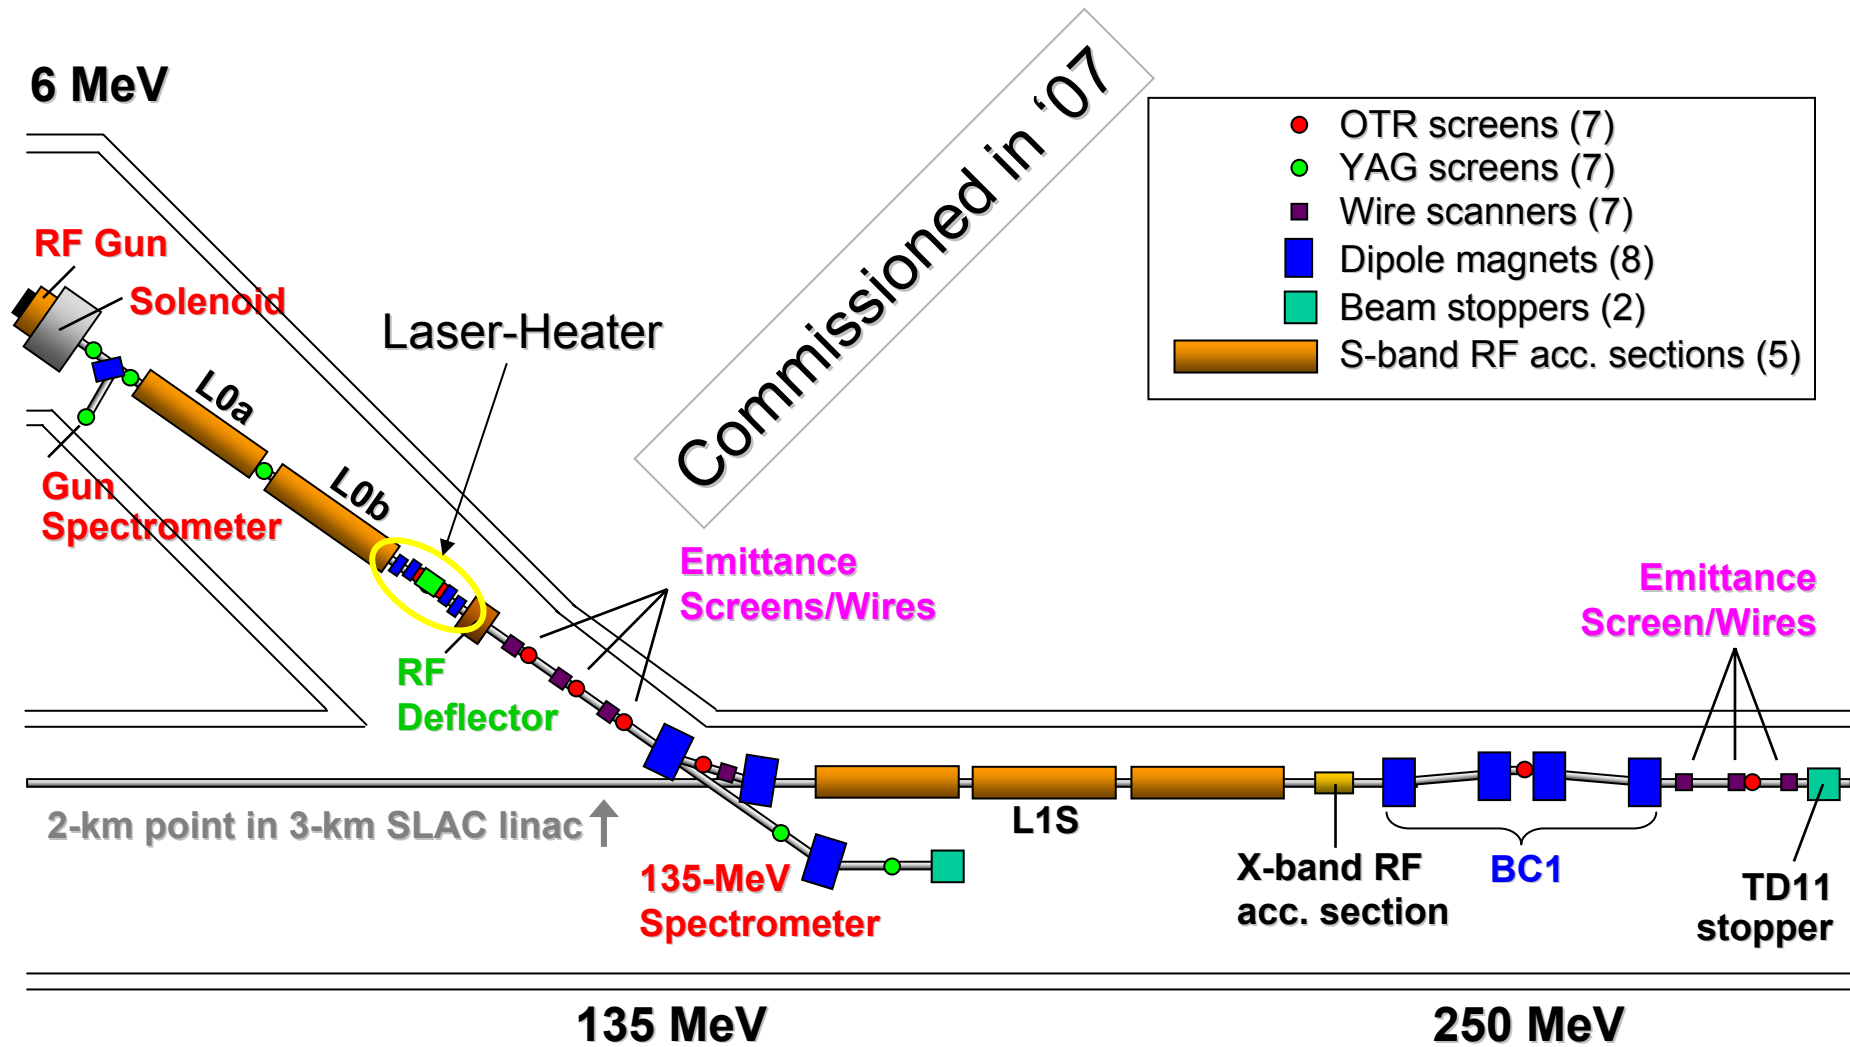 6 MeV
Commissioned in ‘07
OTR screens (7)
YAG screens (7)
Wire scanners (7)
Dipole magnets (8)
Beam stoppers (2)
S-band RF acc. sections (5)
RF Gun
Solenoid
Laser-Heater
L0a
L0b
Gun
Spectrometer
Emittance
Screens/Wires
Emittance
Screen/Wires
RF
Deflector
2-km point in 3-km SLAC linac
L1S
135-MeV
Spectrometer
X-band RF
acc. section
BC1
TD11
stopper
135 MeV
250 MeV